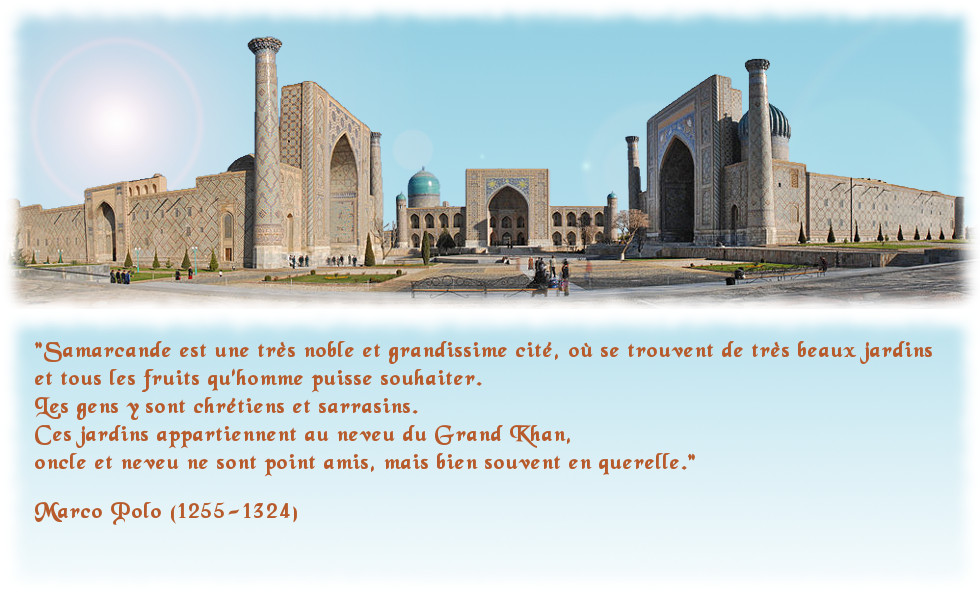 "Samarcande est une très noble et grandissime cité, où se trouvent de très beaux jardins
et tous les fruits qu'homme puisse souhaiter.
Les gens y sont chrétiens et sarrasins.
Ces jardins appartiennent au neveu du Grand Khan,
oncle et neveu ne sont point amis, mais bien souvent en querelle."
Marco Polo (1255-1324)